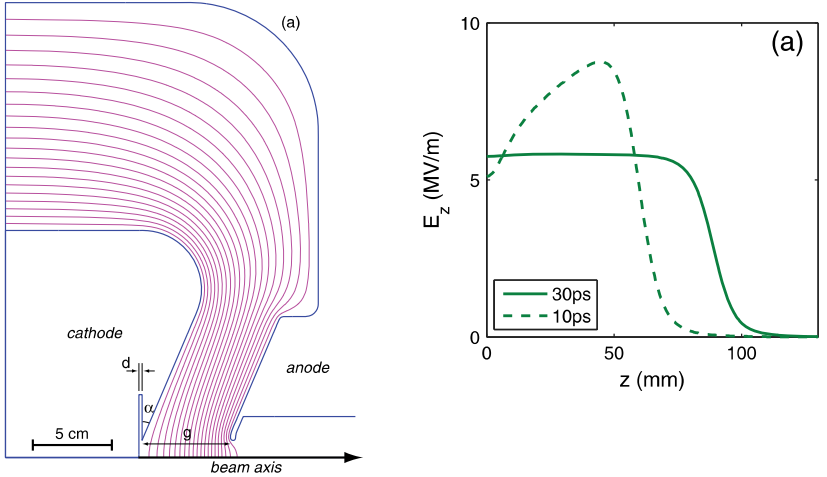 (a)
cathode
d
α
anode
g
5 cm
beam axis
10
(a)
5
0
E_z (MV/m)
30ps
10ps
0
50
100
z (mm)